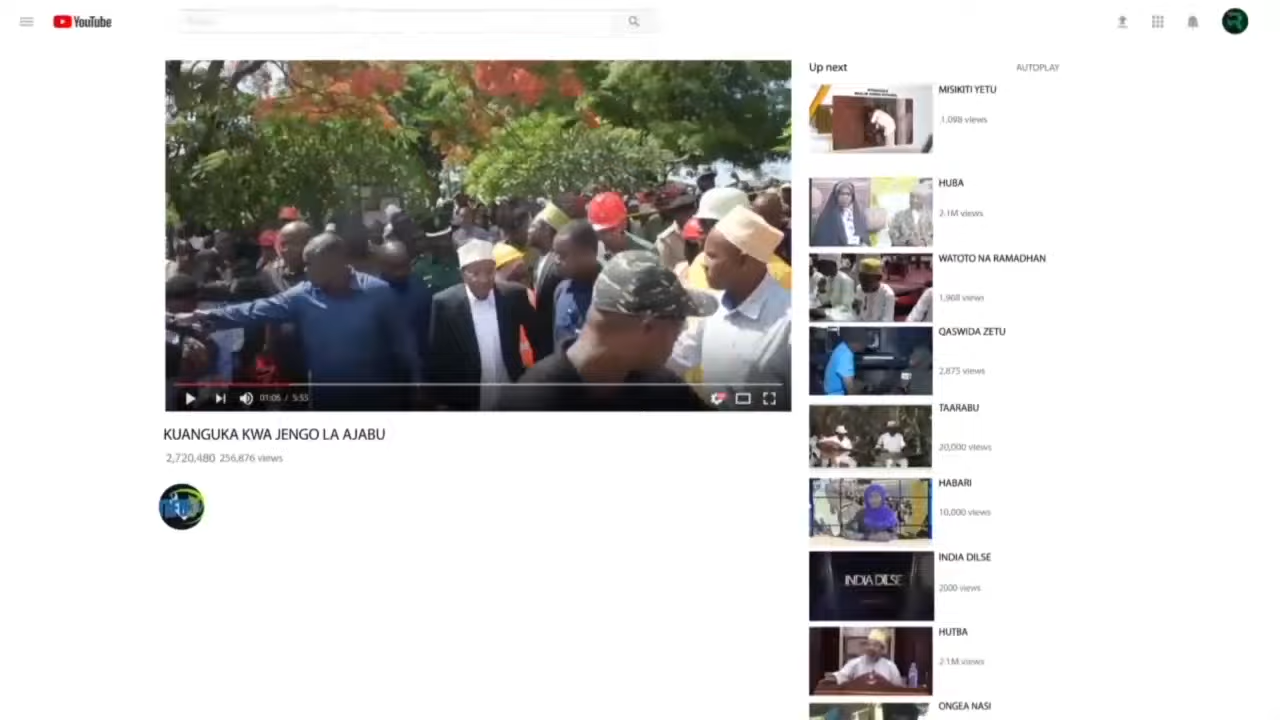 YouTube
01:06 / 5:55
KUANGUKA KWA JENGO LA AJABU
2,720,480 256,876 views
Up next
AUTOPLAY
MISIKITI YETU
1,098 views
HUBA
2.1M views
WATOTO NA RAMADHAN
1,968 views
QASWIDA ZETU
2,875 views
TAARABU
20,000 views
HABARI
10,000 views
INDIA DILSE
INDIA DILSE
2000 views
HUTBA
2.1M views
ONGEA NASI